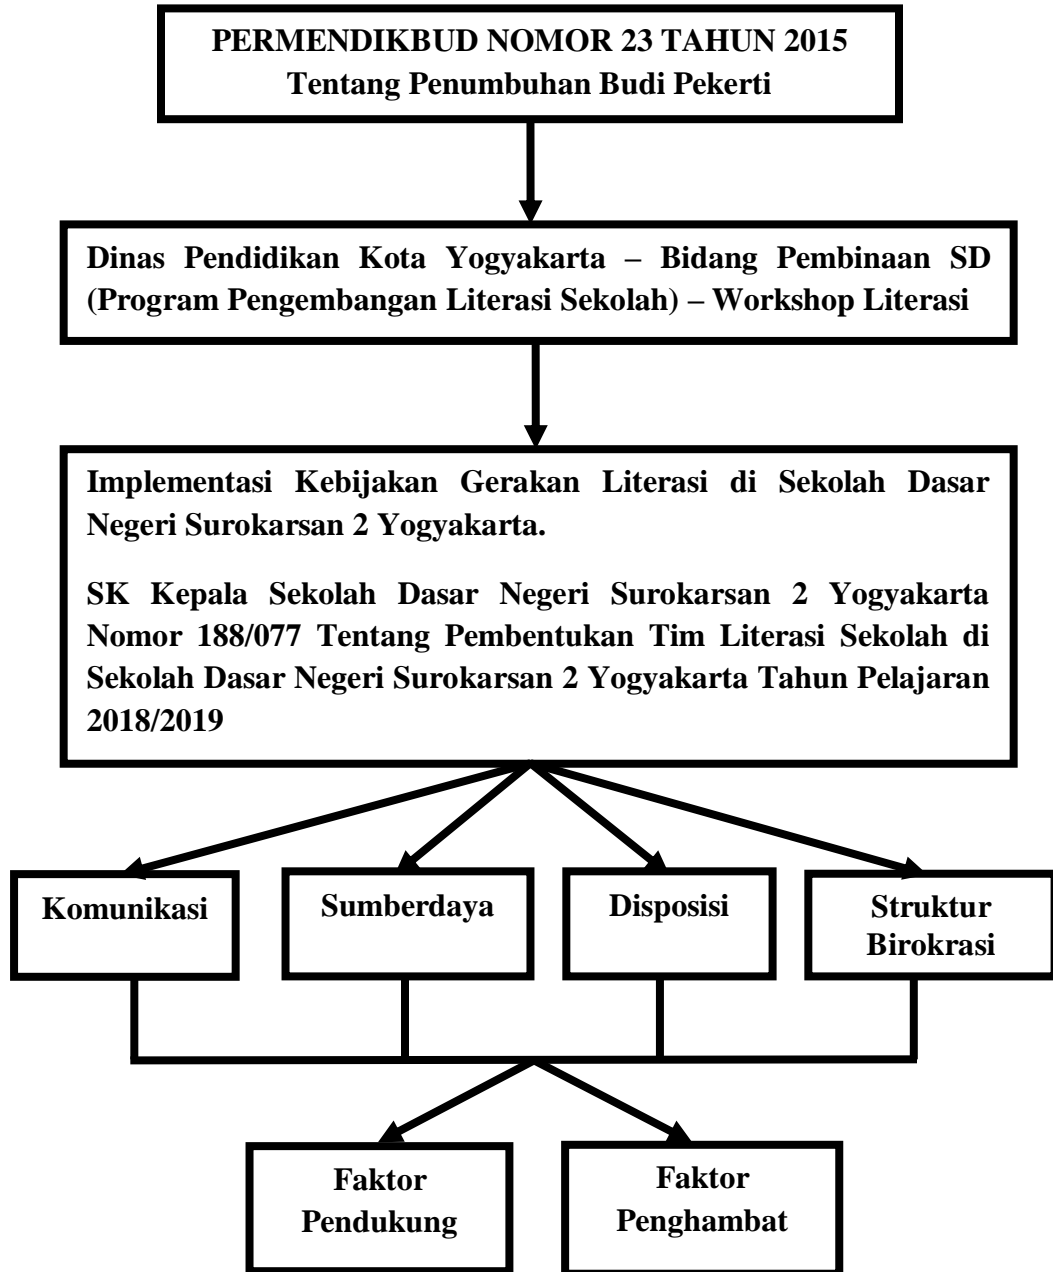 PERMENDIKBUD NOMOR 23 TAHUN 2015
Tentang Penumbuhan Budi Pekerti
Dinas Pendidikan Kota Yogyakarta – Bidang Pembinaan SD
(Program Pengembangan Literasi Sekolah) – Workshop Literasi
Implementasi Kebijakan Gerakan Literasi di Sekolah Dasar
Negeri Surokarsan 2 Yogyakarta.
SK Kepala Sekolah Dasar Negeri Surokarsan 2 Yogyakarta
Nomor 188/077 Tentang Pembentukan Tim Literasi Sekolah di
Sekolah Dasar Negeri Surokarsan 2 Yogyakarta Tahun Pelajaran
2018/2019
Komunikasi
Sumberdaya
Disposisi
Struktur
Birokrasi
Faktor
Pendukung
Faktor
Penghambat